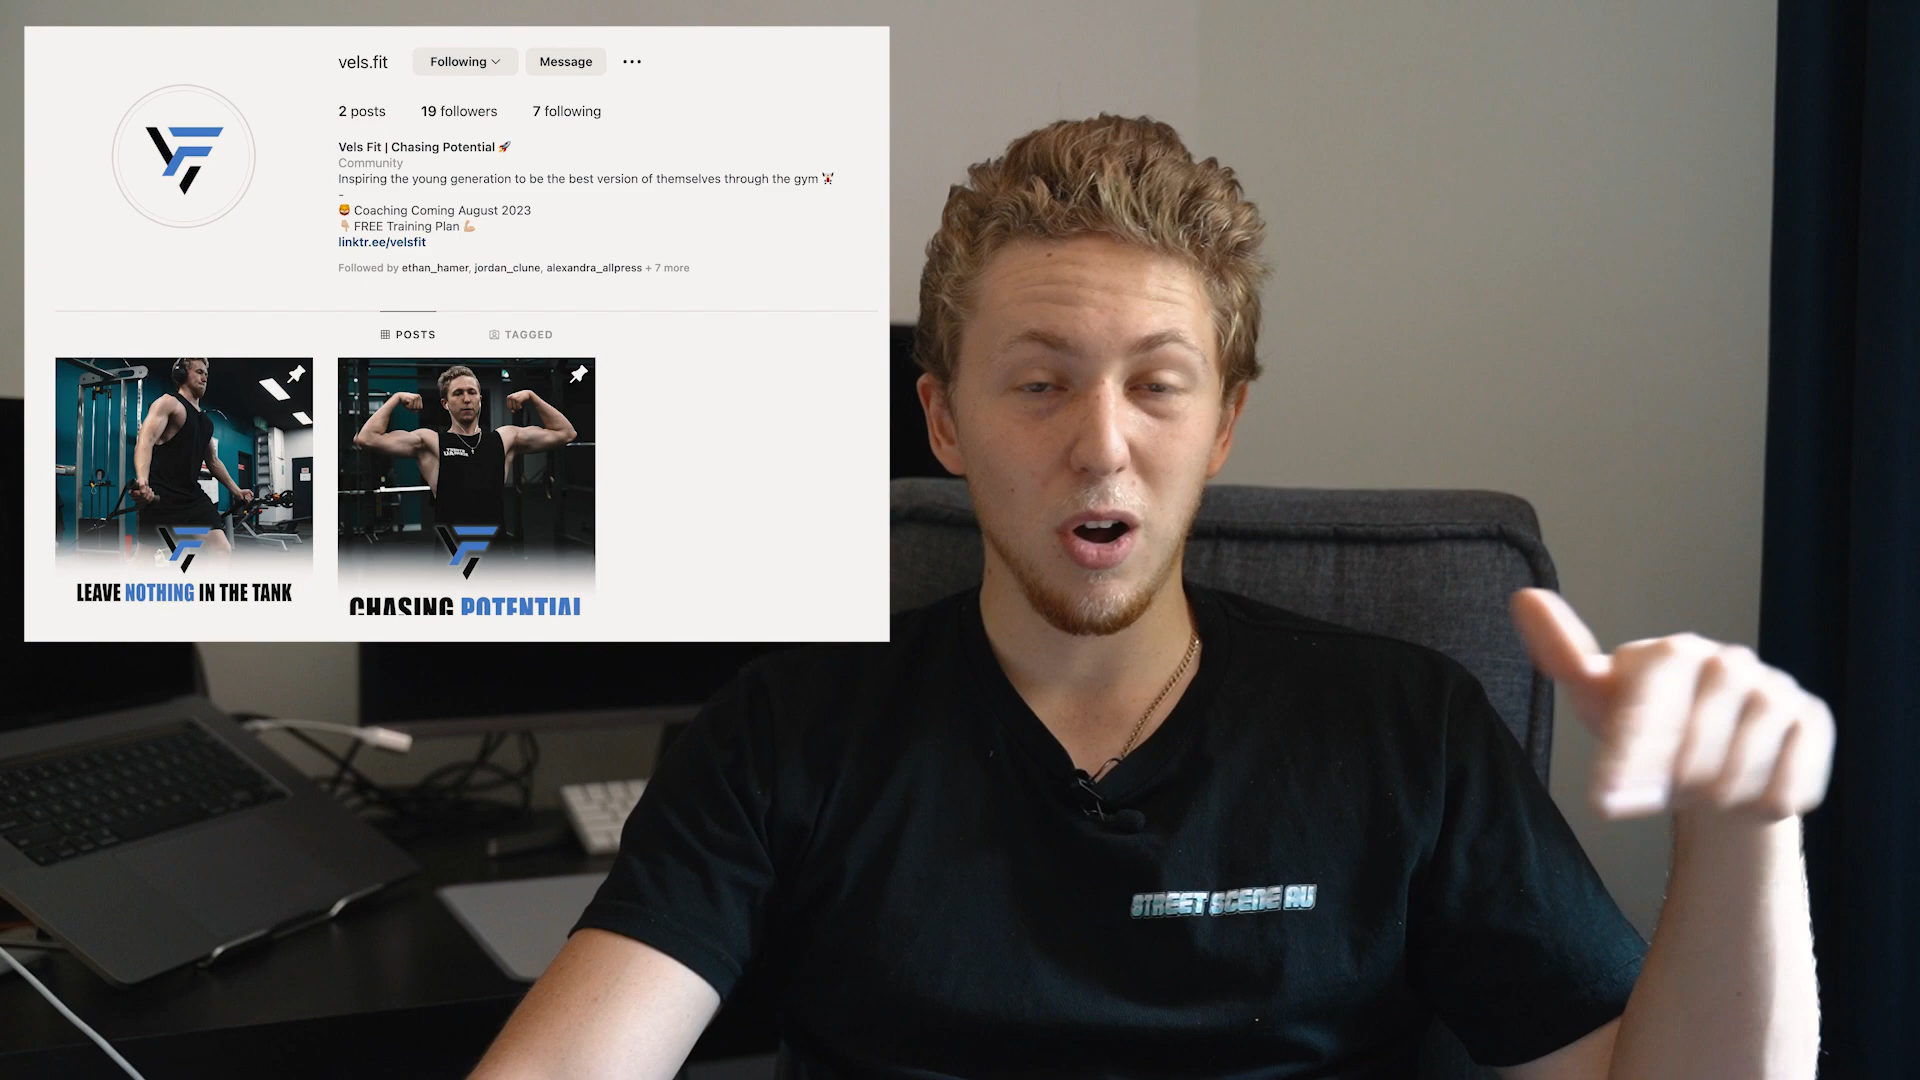 vels.fit Following Message
2 posts 19 followers 7 following
Vels Fit | Chasing Potential 🚀
Community
Inspiring the young generation to be the best version of themselves through the gym 🏋️
-
🦁 Coaching Coming August 2023
👇🏼 FREE Training Plan 💪🏼
linktr.ee/velsfit
Followed by ethan_hamer, jordan_clune, alexandra_allpress + 7 more
POSTS TAGGED
LEAVE NOTHING IN THE TANK
CHASING POTENTIAL
STREET SCENE AU